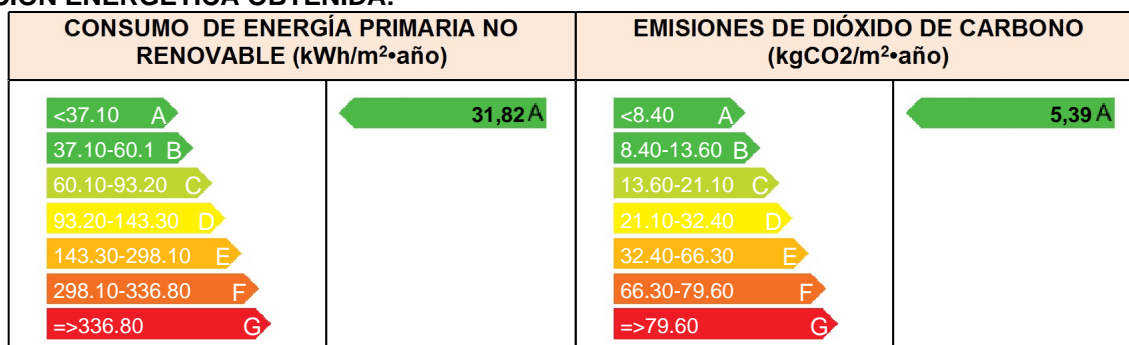 SIÓN ENERGÉTICA OBTENIDA:
CONSUMO DE ENERGÍA PRIMARIA NO
RENOVABLE (kWh/m²•año)
EMISIONES DE DIÓXIDO DE CARBONO
(kgCO2/m²•año)
<37.10 A
37.10-60.1 B
60.10-93.20 C
93.20-143.30 D
143.30-298.10 E
298.10-336.80 F
=>336.80 G
31,82 A
<8.40 A
8.40-13.60 B
13.60-21.10 C
21.10-32.40 D
32.40-66.30 E
66.30-79.60 F
=>79.60 G
5,39 A